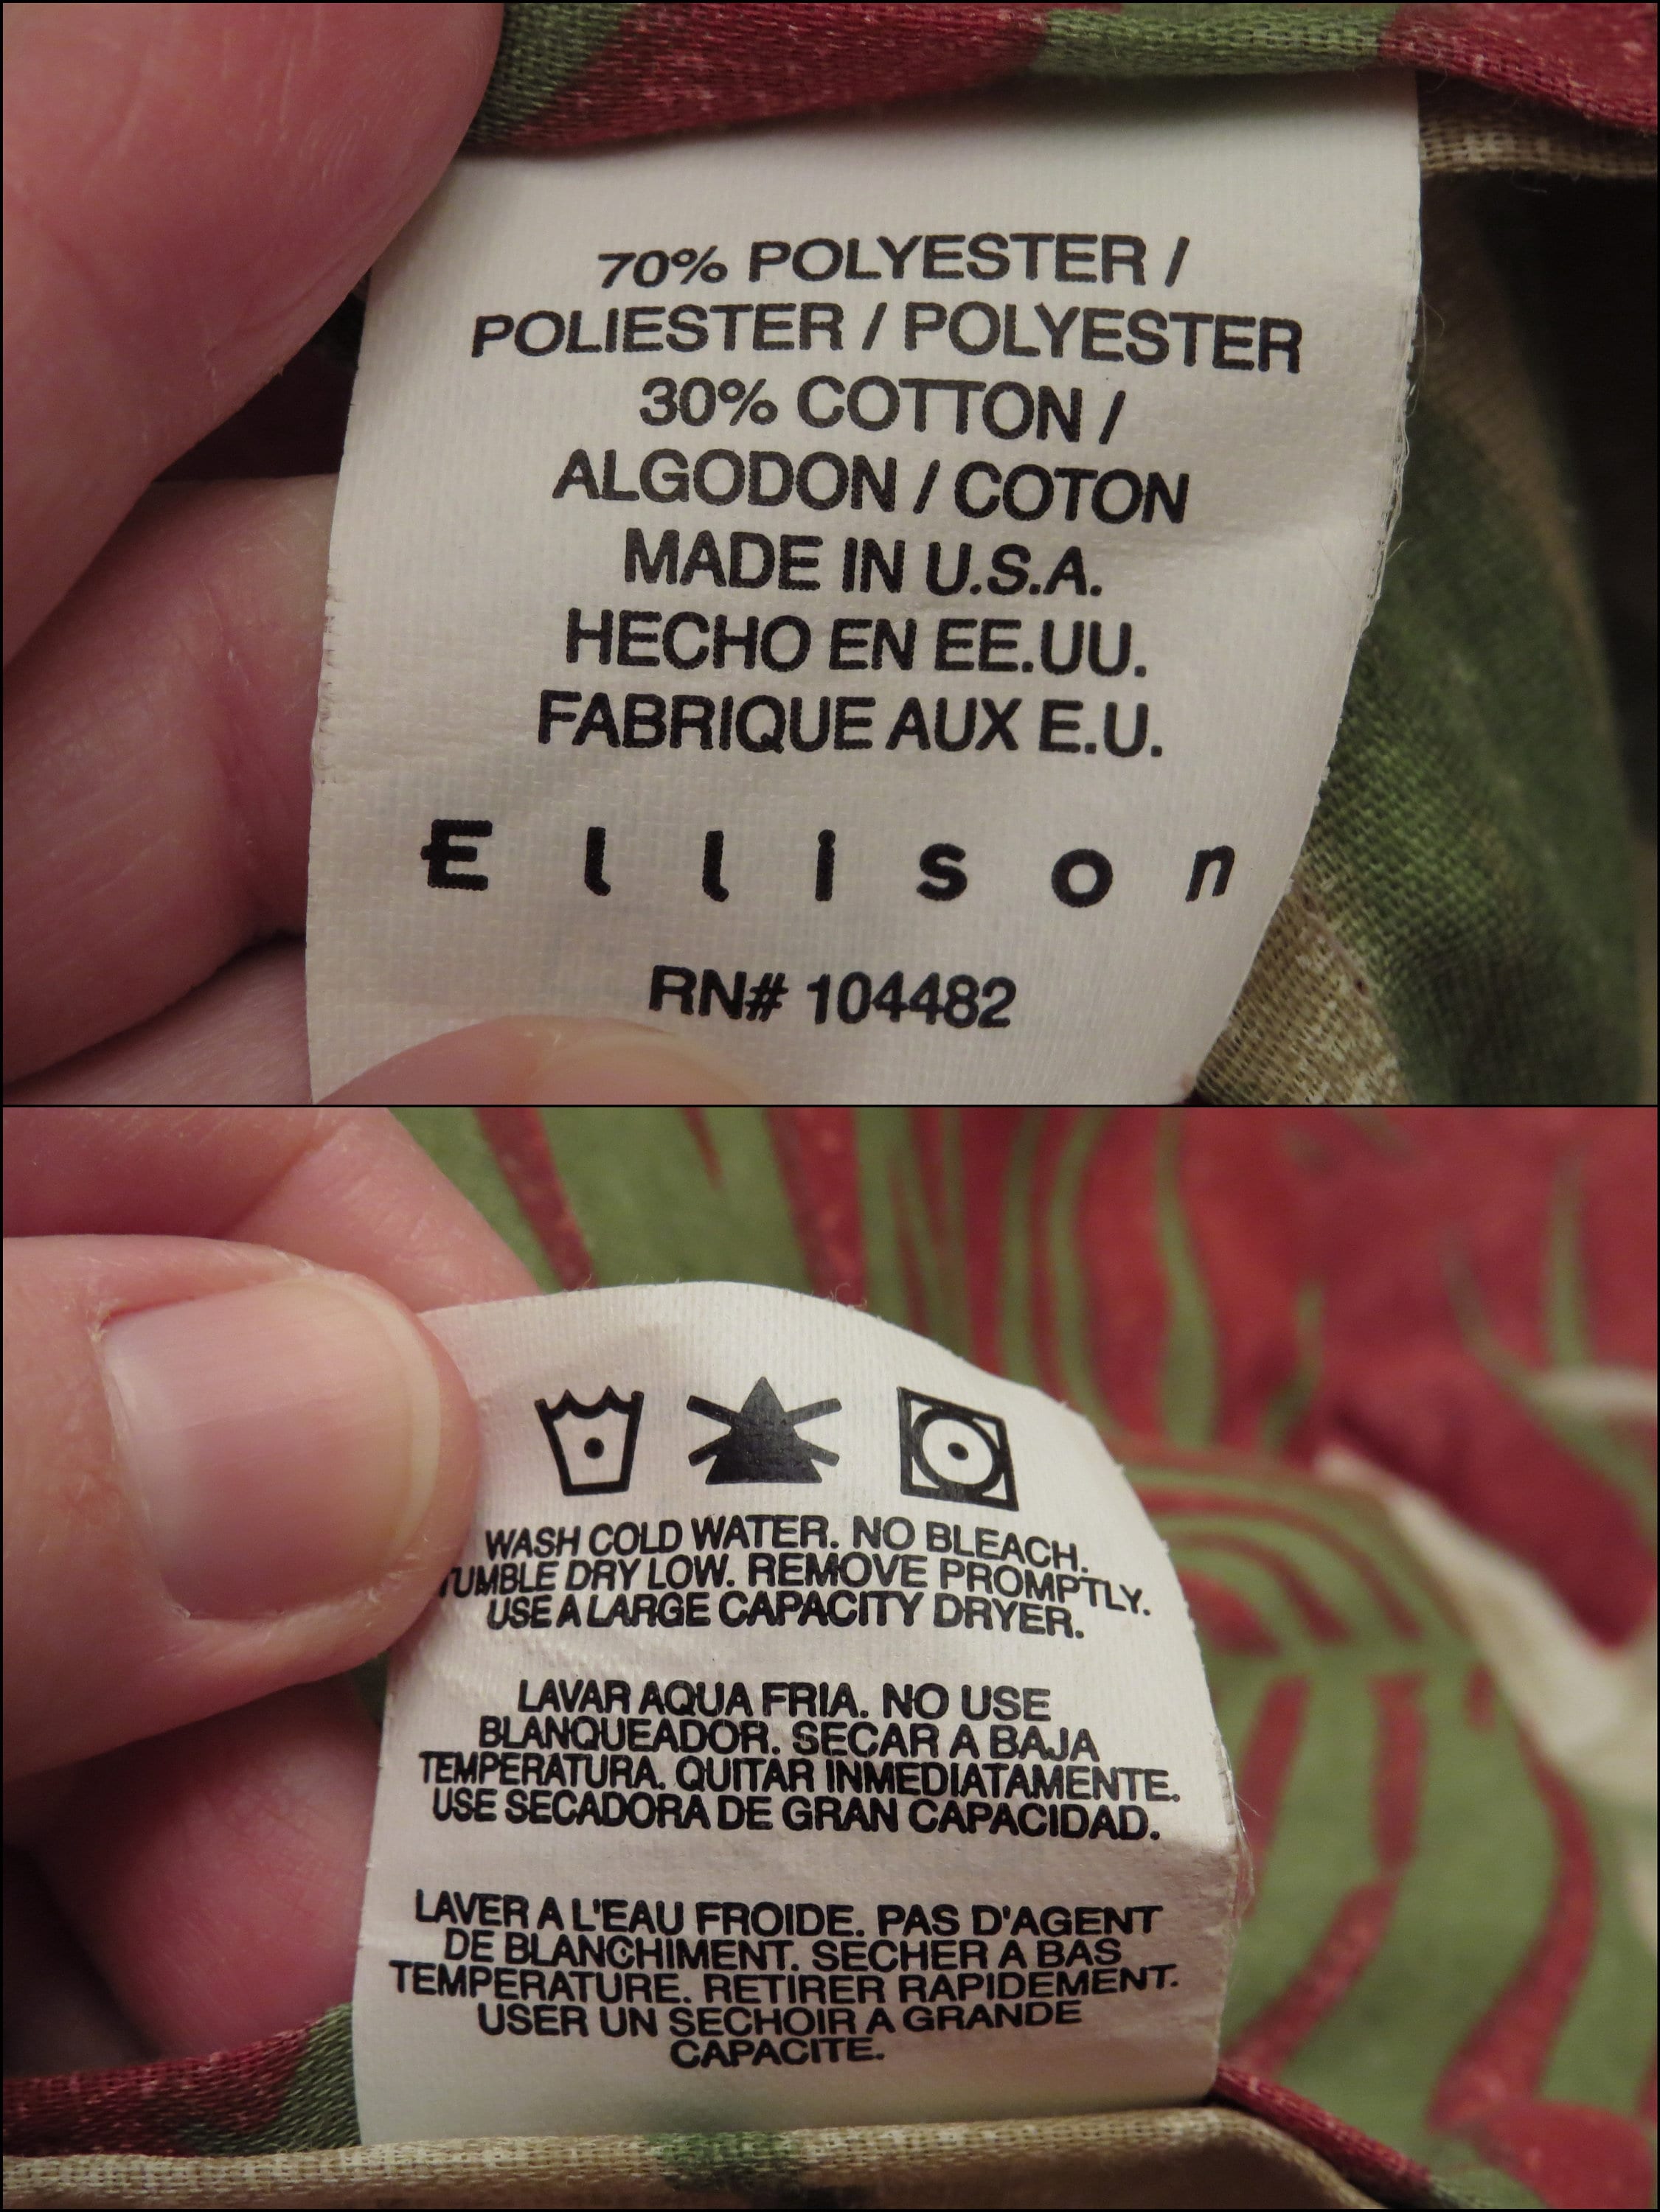 70% POLYESTER /
POLIESTER / POLYESTER
30% COTTON /
ALGODON / COTON
MADE IN U.S.A.
HECHO EN EE.UU.
FABRIQUE AUX E.U.
Ellison
RN# 104482
WASH COLD WATER. NO BLEACH.
TUMBLE DRY LOW. REMOVE PROMPTLY.
USE A LARGE CAPACITY DRYER.
LAVAR AQUA FRIA. NO USE
BLANQUEADOR. SECAR A BAJA
TEMPERATURA. QUITAR INMEDIATAMENTE.
USE SECADORA DE GRAN CAPACIDAD.
LAVER A L'EAU FROIDE. PAS D'AGENT
DE BLANCHIMENT. SECHER A BAS
TEMPERATURE. RETIRER RAPIDEMENT.
USER UN SECHOIR A GRANDE
CAPACITE.